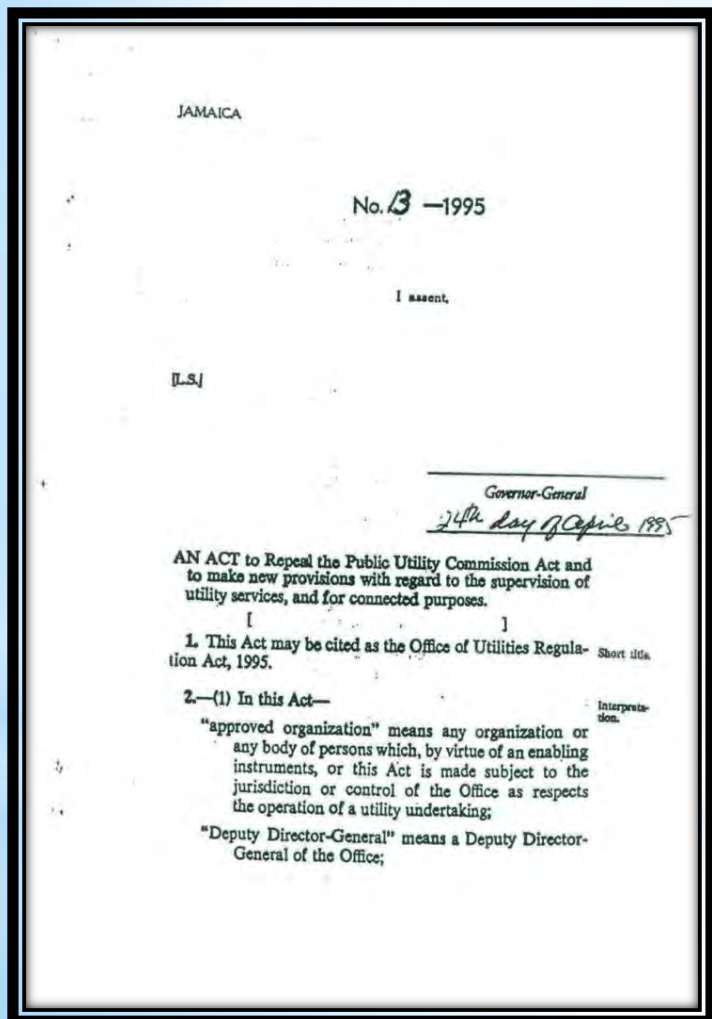 JAMAICA
No. 13 —1995
I assent,
[L.S.]
Governor-General
24th day of April 1995
AN ACT to Repeal the Public Utility Commission Act and
to make new provisions with regard to the supervision of
utility services, and for connected purposes.
[ ]
1. This Act may be cited as the Office of Utilities Regula- Short title.
tion Act, 1995.
2.—(1) In this Act— Interpreta-
tion.
"approved organization" means any organization or
any body of persons which, by virtue of an enabling
instruments, or this Act is made subject to the
jurisdiction or control of the Office as respects
the operation of a utility undertaking;
"Deputy Director-General" means a Deputy Director-
General of the Office;